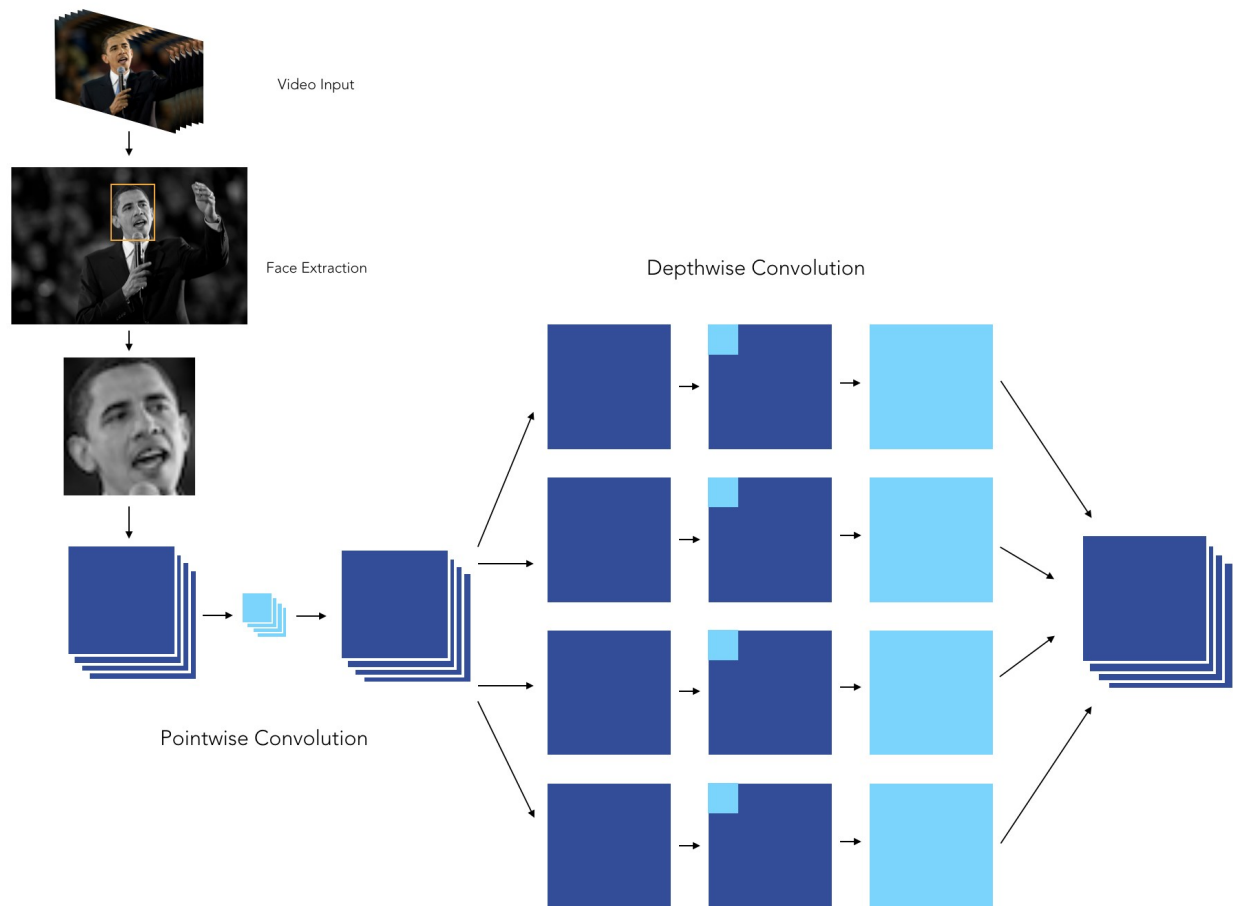 Video Input
Face Extraction
Depthwise Convolution
Pointwise Convolution